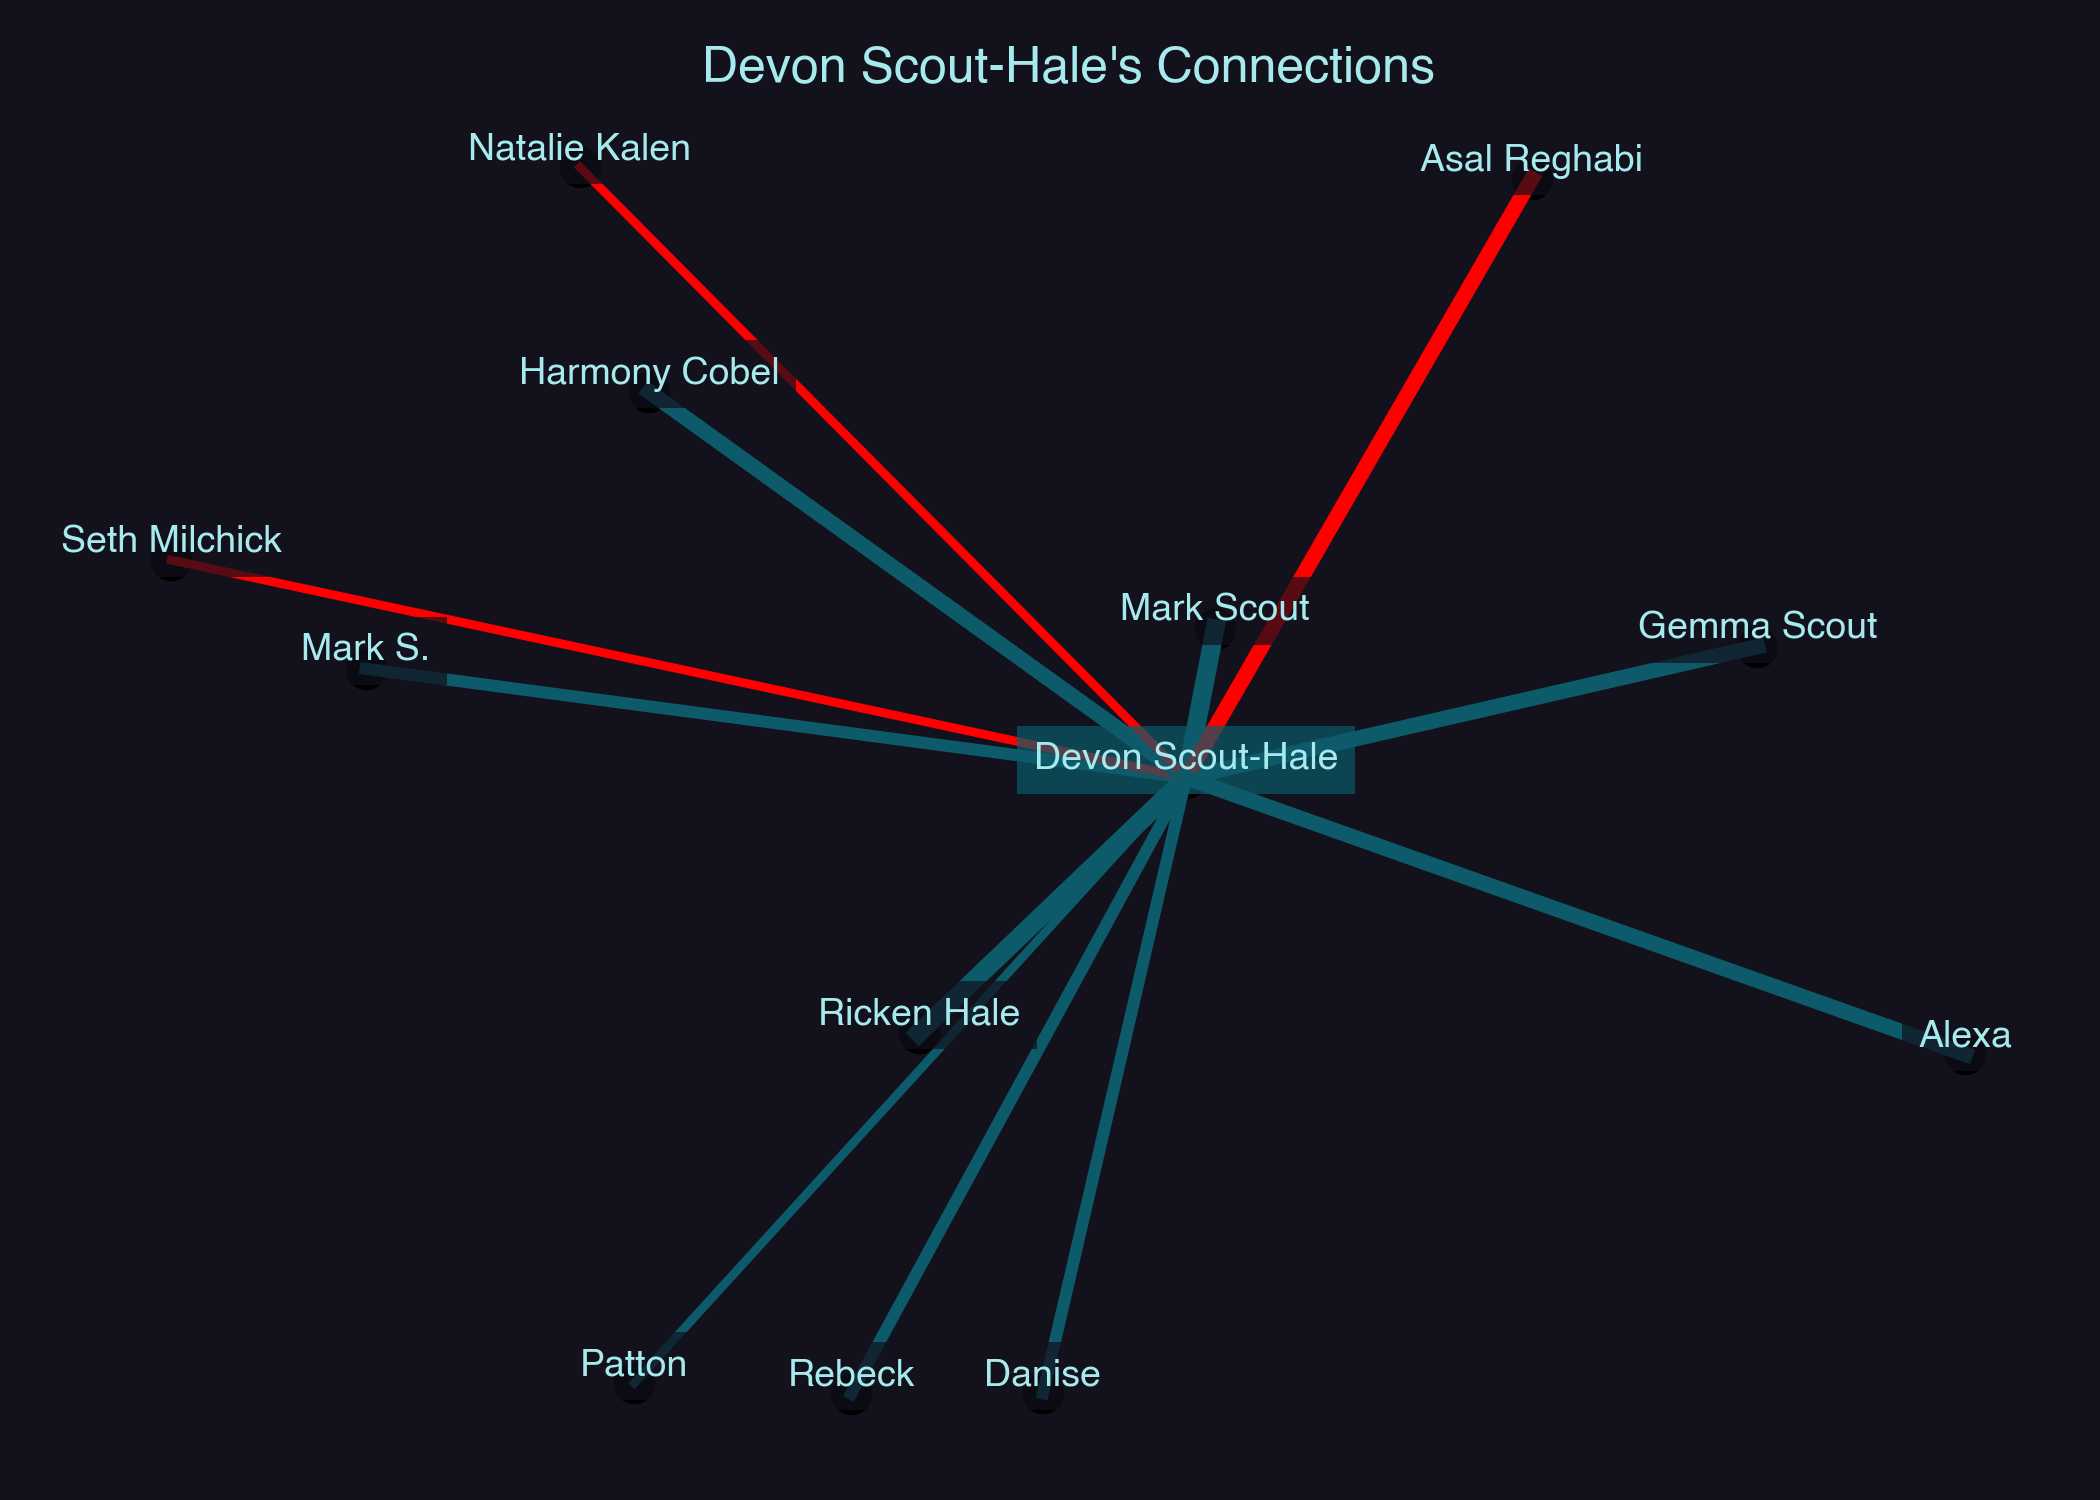 Devon Scout-Hale's Connections
Natalie Kalen
Asal Reghabi
Harmony Cobel
Seth Milchick
Mark Scout
Gemma Scout
Mark S.
Devon Scout-Hale
Ricken Hale
Alexa
Patton
Rebeck
Danise